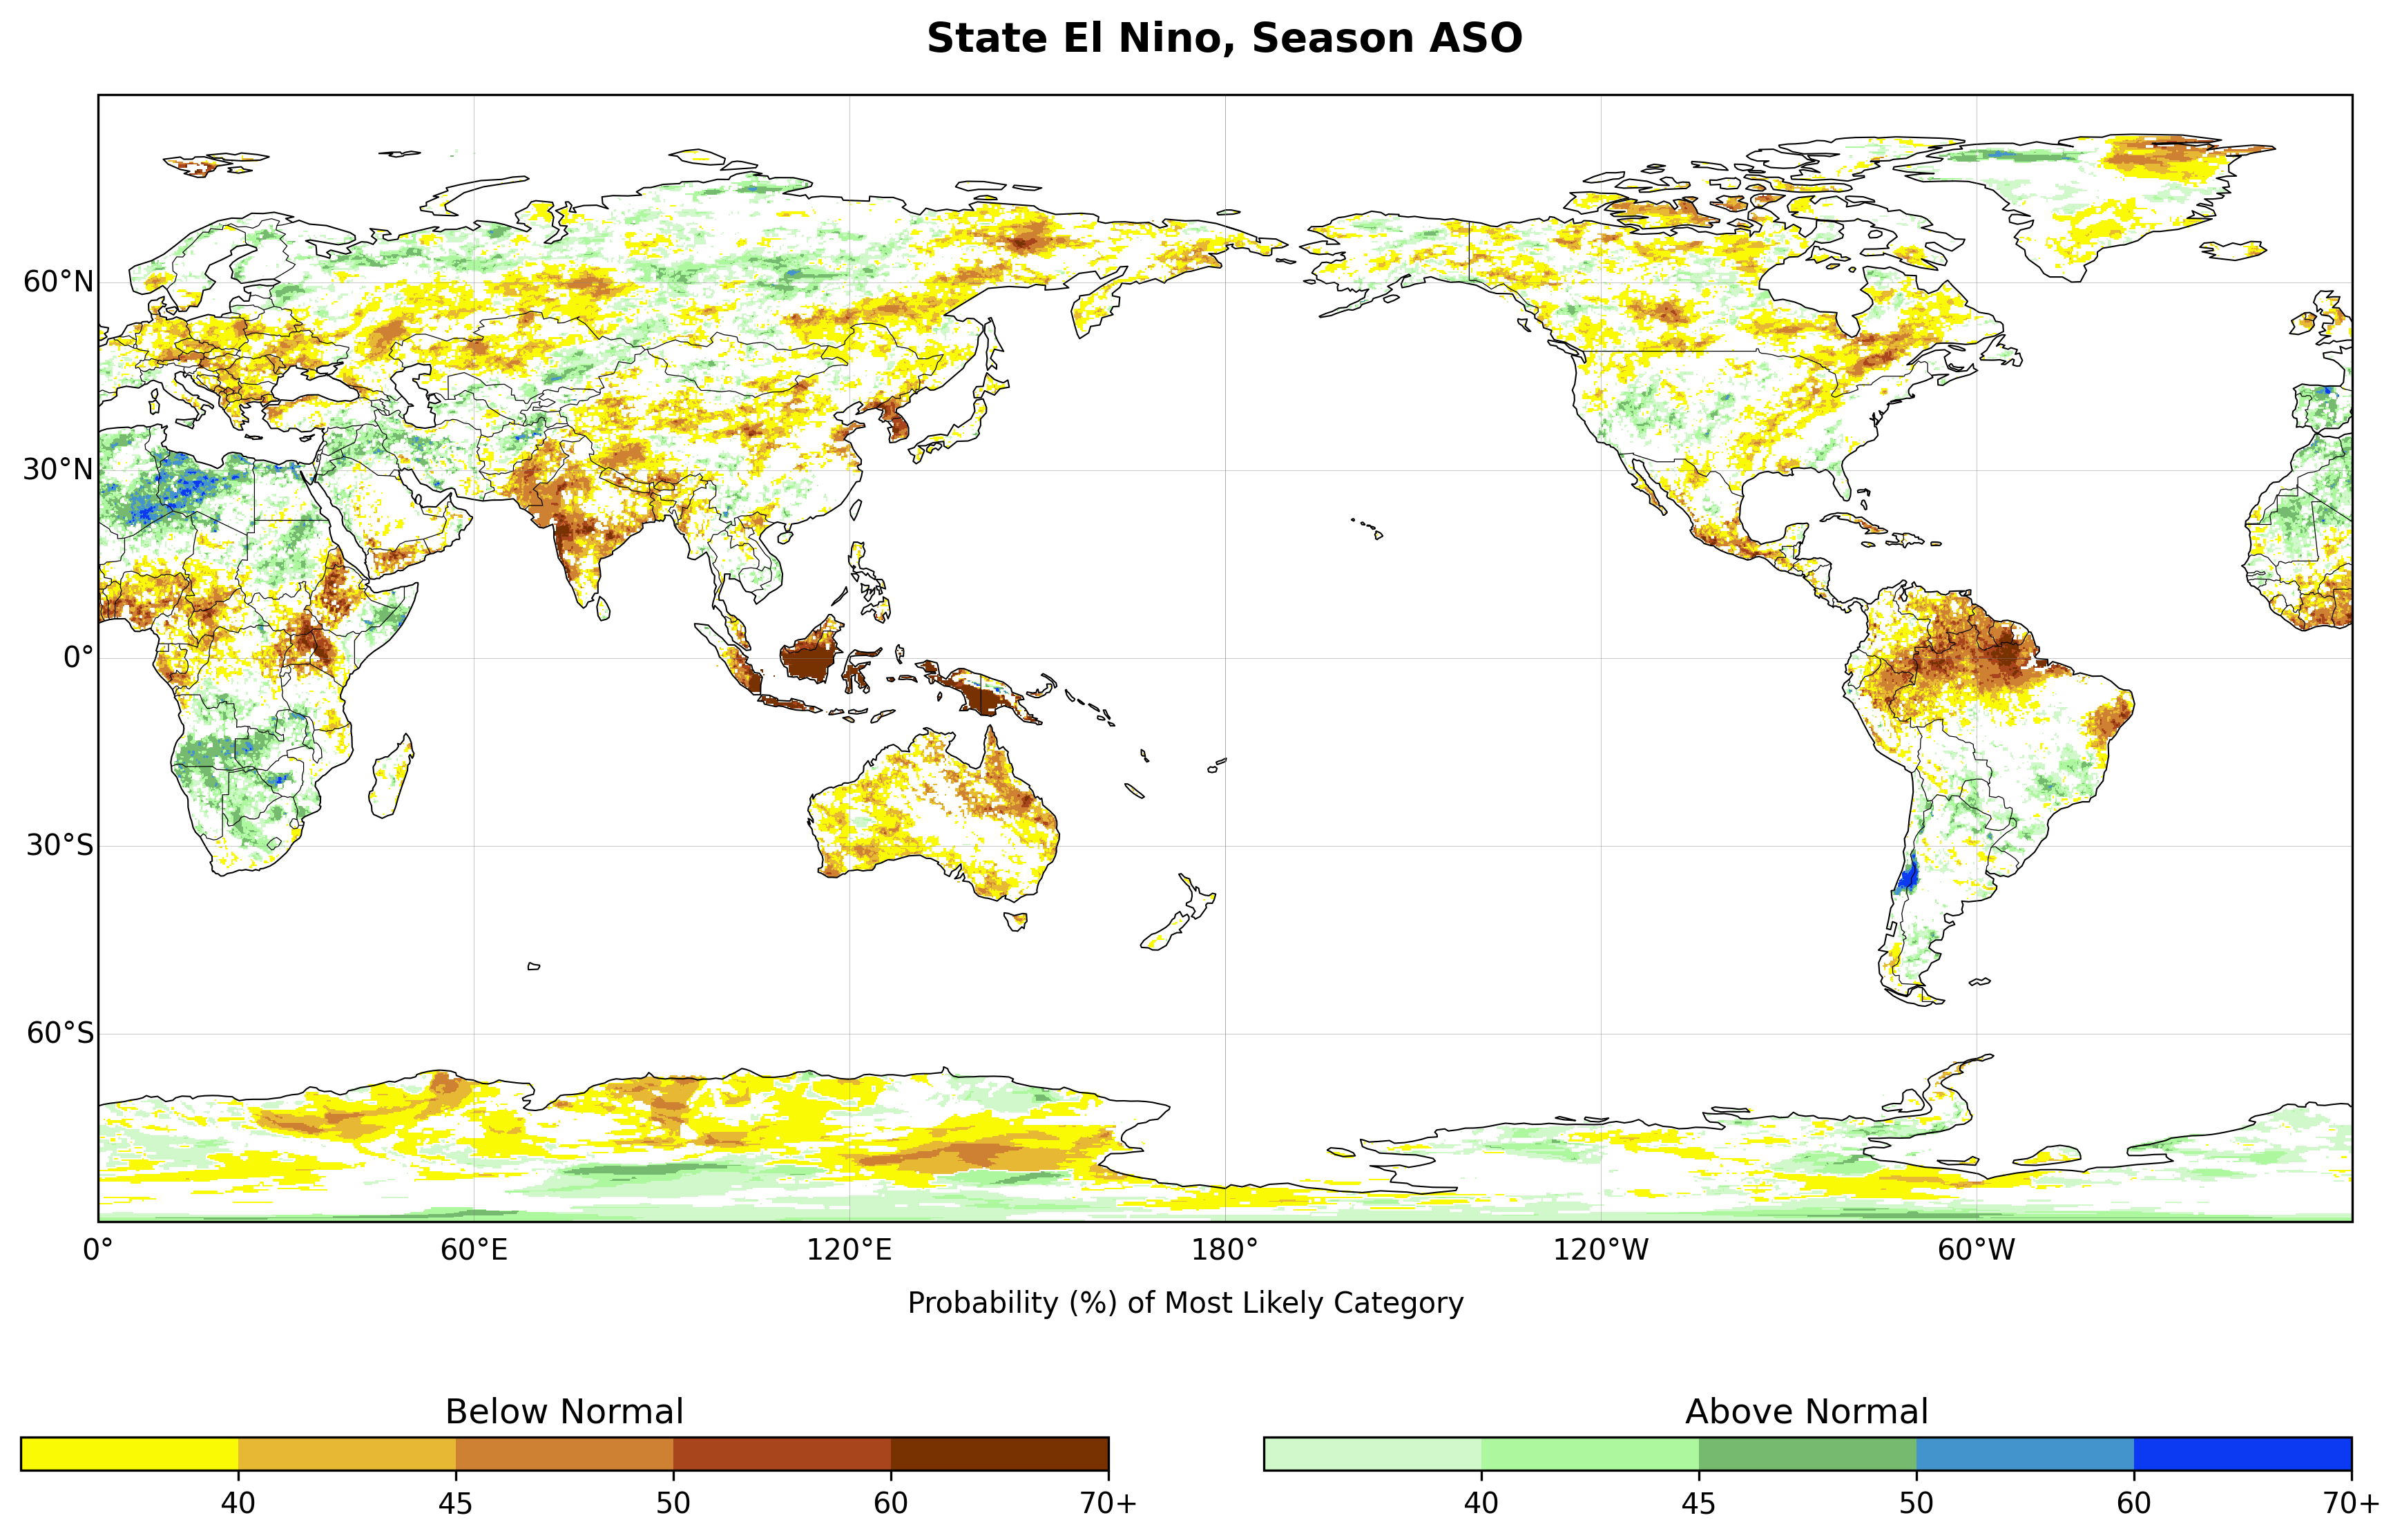 State El Nino, Season ASO
60°N
30°N
0°
30°S
60°S
0° 60°E 120°E 180° 120°W 60°W
Probability (%) of Most Likely Category
Below Normal
40 45 50 60 70+
Above Normal
40 45 50 60 70+